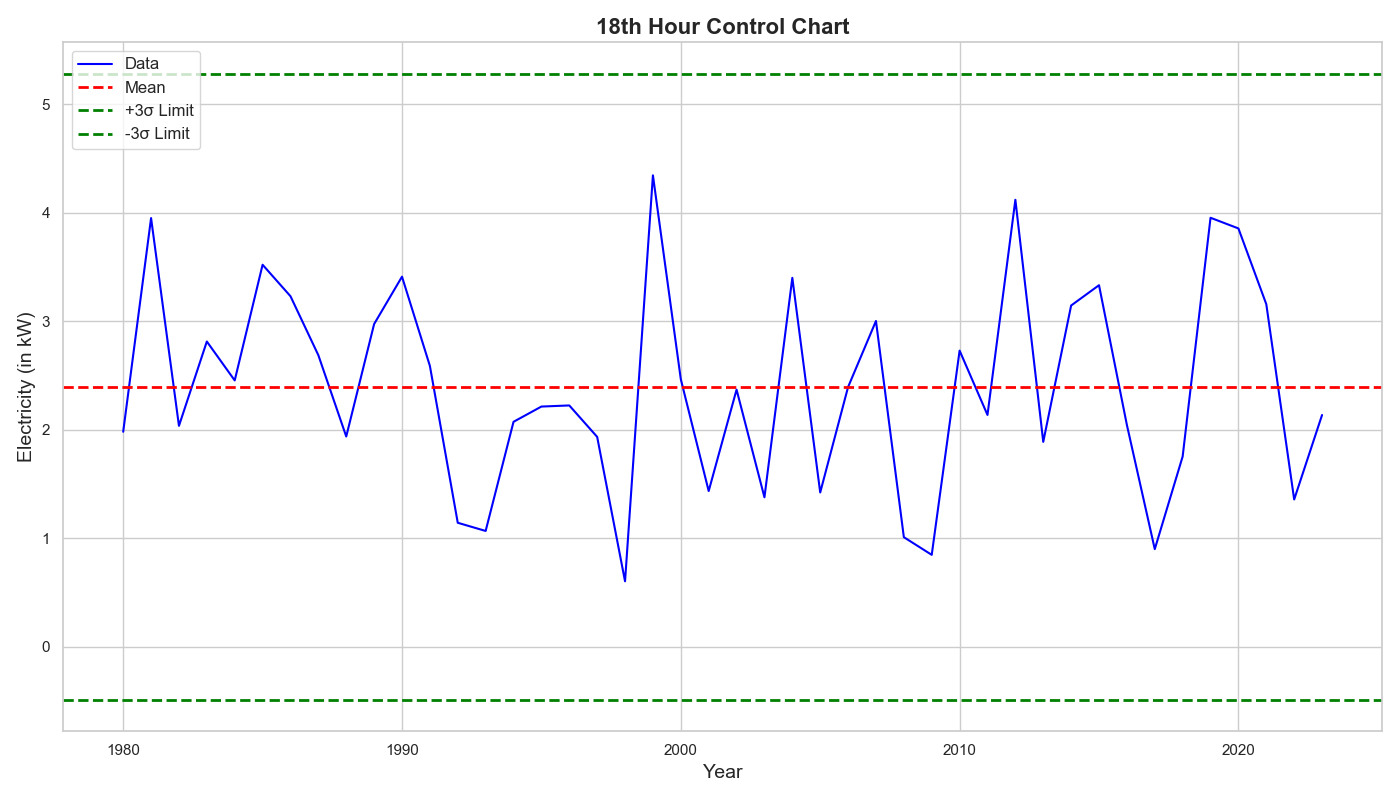 18th Hour Control Chart
Data
Mean
+3σ Limit
-3σ Limit
Electricity (in kW)
5
4
3
2
1
0
1980
1990
2000
2010
2020
Year